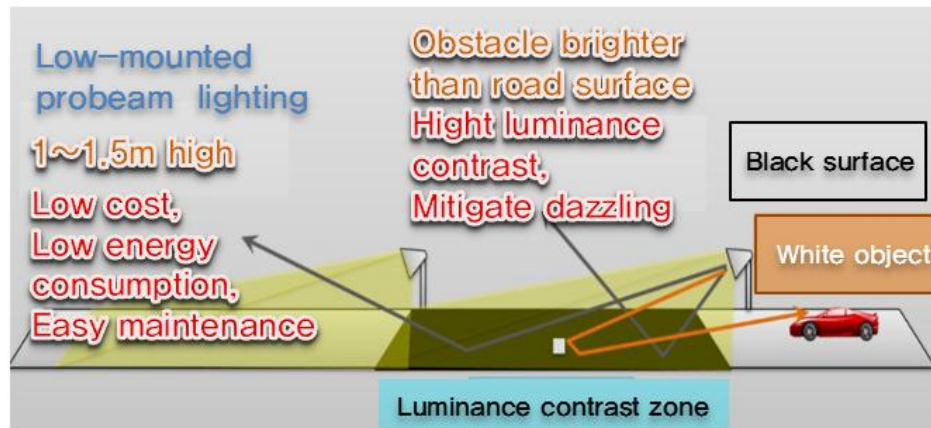 Low-mounted
probeam lighting
1~1.5m high
Low cost,
Low energy
consumption,
Easy maintenance
Obstacle brighter
than road surface
Hight luminance
contrast,
Mitigate dazzling
Black surface
White object
Luminance contrast zone